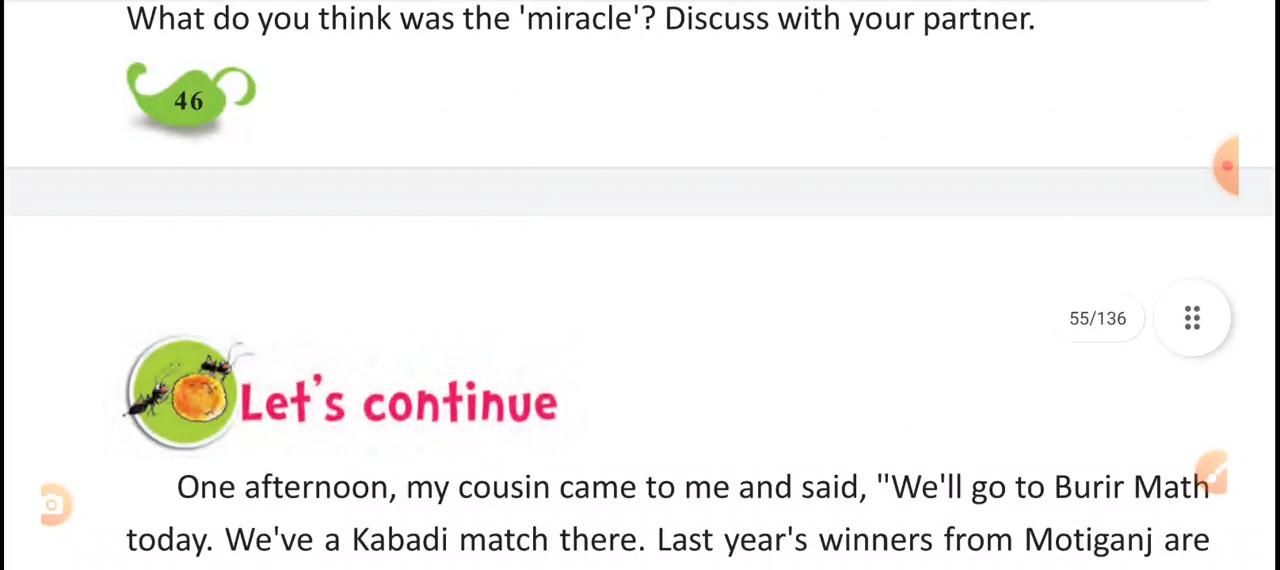 What do you think was the 'miracle'? Discuss with your partner.
46
55/136
Let's continue
One afternoon, my cousin came to me and said, "We'll go to Burir Math
today. We've a Kabadi match there. Last year's winners from Motiganj are